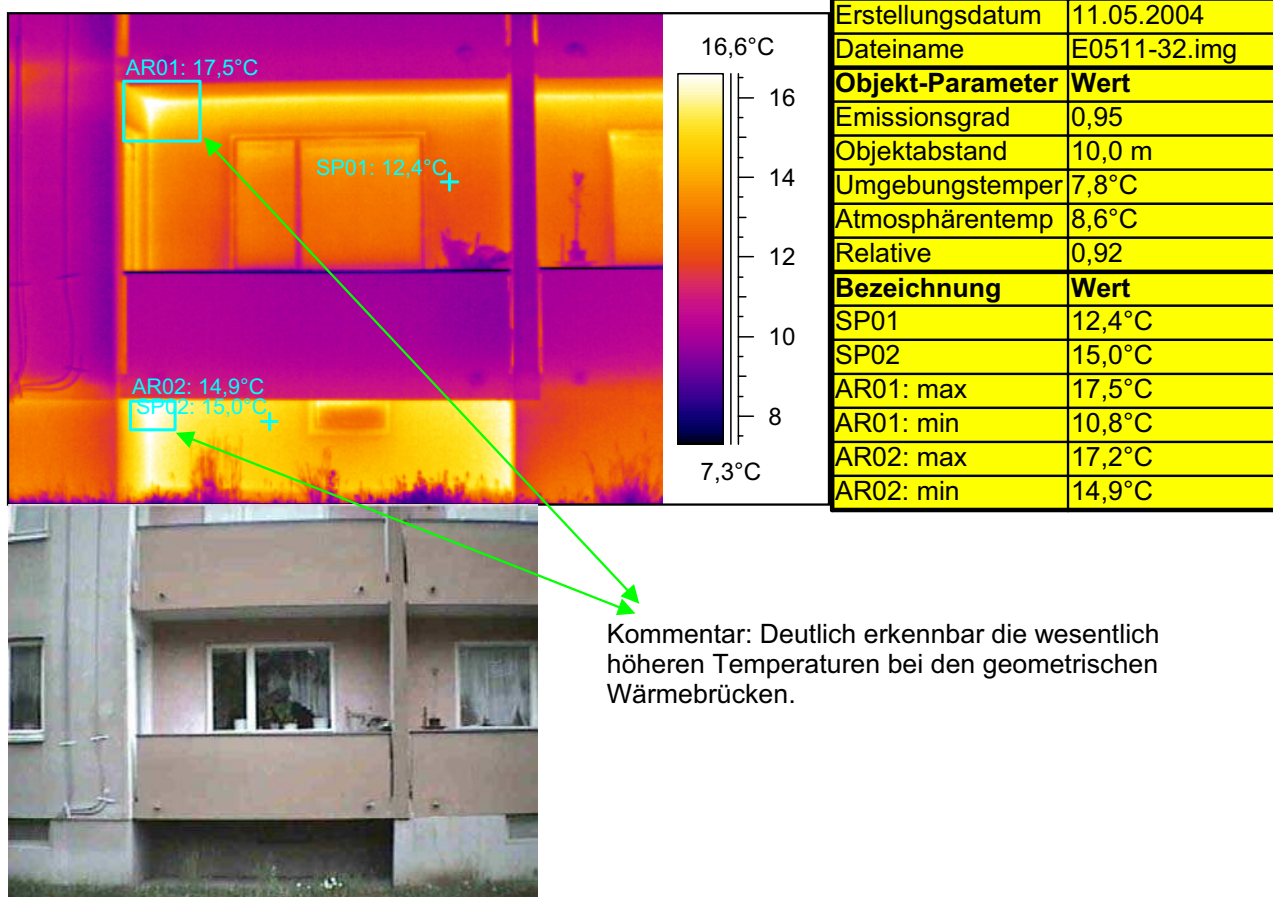 AR01: 17,5°C
SP01: 12,4°C
AR02: 14,9°C
SP02: 15,0°C
16,6°C
16
14
12
10
8
7,3°C
Erstellungsdatum 11.05.2004
Dateiname E0511-32.img
Objekt-Parameter Wert
Emissionsgrad 0,95
Objektabstand 10,0 m
Umgebungstemper 7,8°C
Atmosphärentemp 8,6°C
Relative 0,92
Bezeichnung Wert
SP01 12,4°C
SP02 15,0°C
AR01: max 17,5°C
AR01: min 10,8°C
AR02: max 17,2°C
AR02: min 14,9°C
Kommentar: Deutlich erkennbar die wesentlich
höheren Temperaturen bei den geometrischen
Wärmebrücken.